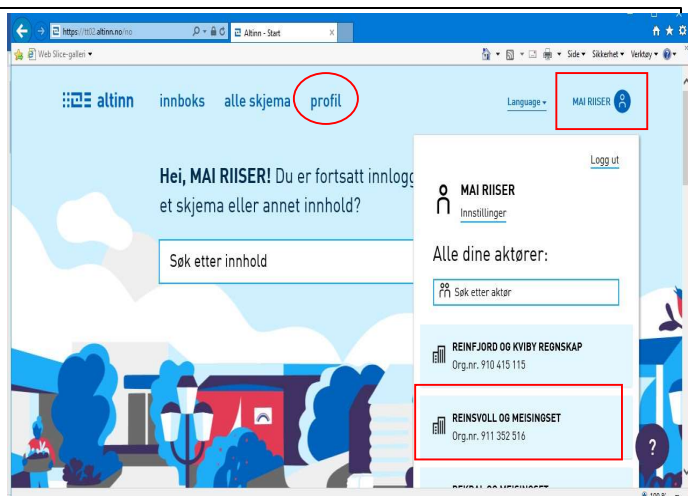 https://tt02.altinn.no/no
Altinn - Start
Web Slice-galleri
Side Sikkerhet Verktøy
altinn innboks alle skjema profil Language MAI RIISER
Logg ut
Hei, MAI RIISER! Du er fortsatt innlogg
et skjema eller annet innhold?
Søk etter innhold
MAI RIISER
Innstillinger
Alle dine aktører:
Søk etter aktør
REINFJORD OG KVIBY REGNSKAP
Org.nr. 910 415 115
REINSVOLL OG MEISINGSET
Org.nr. 911 352 516
?